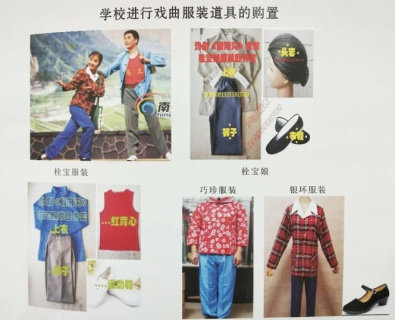 学校进行戏曲服装道具的购置
南
上衣
头套
裤子
布鞋
栓宝服装
栓宝娘
上衣
红背心
裤子
巧珍服装
银环服装